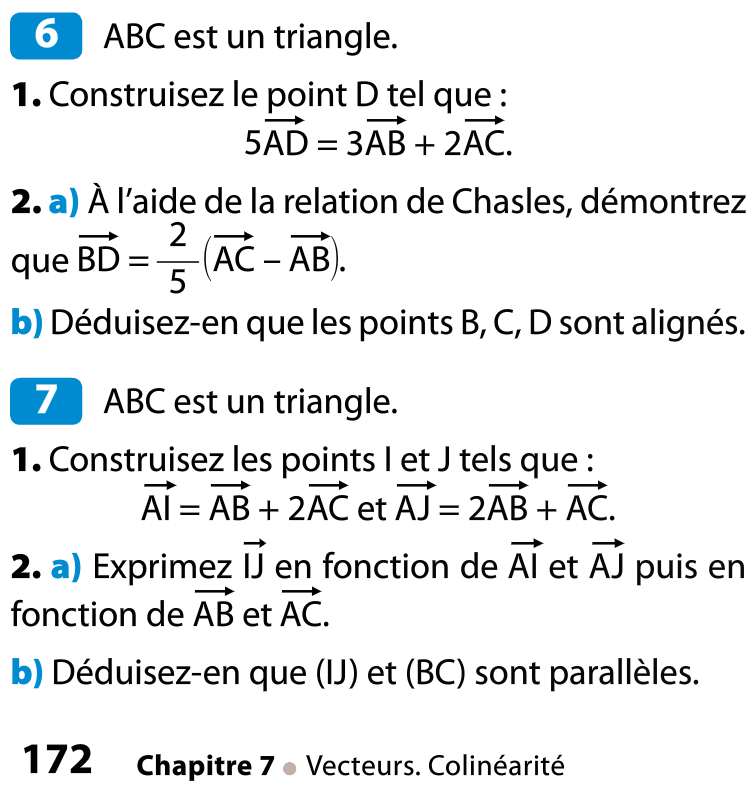 6 ABC est un triangle.
1. Construisez le point D tel que :
5\overrightarrow{AD} = 3\overrightarrow{AB} + 2\overrightarrow{AC}.
2. a) À l’aide de la relation de Chasles, démontrez
que \overrightarrow{BD} = \frac{2}{5}(\overrightarrow{AC} – \overrightarrow{AB}).
b) Déduisez-en que les points B, C, D sont alignés.
7 ABC est un triangle.
1. Construisez les points I et J tels que :
\overrightarrow{AI} = \overrightarrow{AB} + 2\overrightarrow{AC} et \overrightarrow{AJ} = 2\overrightarrow{AB} + \overrightarrow{AC}.
2. a) Exprimez \overrightarrow{IJ} en fonction de \overrightarrow{AI} et \overrightarrow{AJ} puis en
fonction de \overrightarrow{AB} et \overrightarrow{AC}.
b) Déduisez-en que (IJ) et (BC) sont parallèles.
172 Chapitre 7 ● Vecteurs. Colinéarité